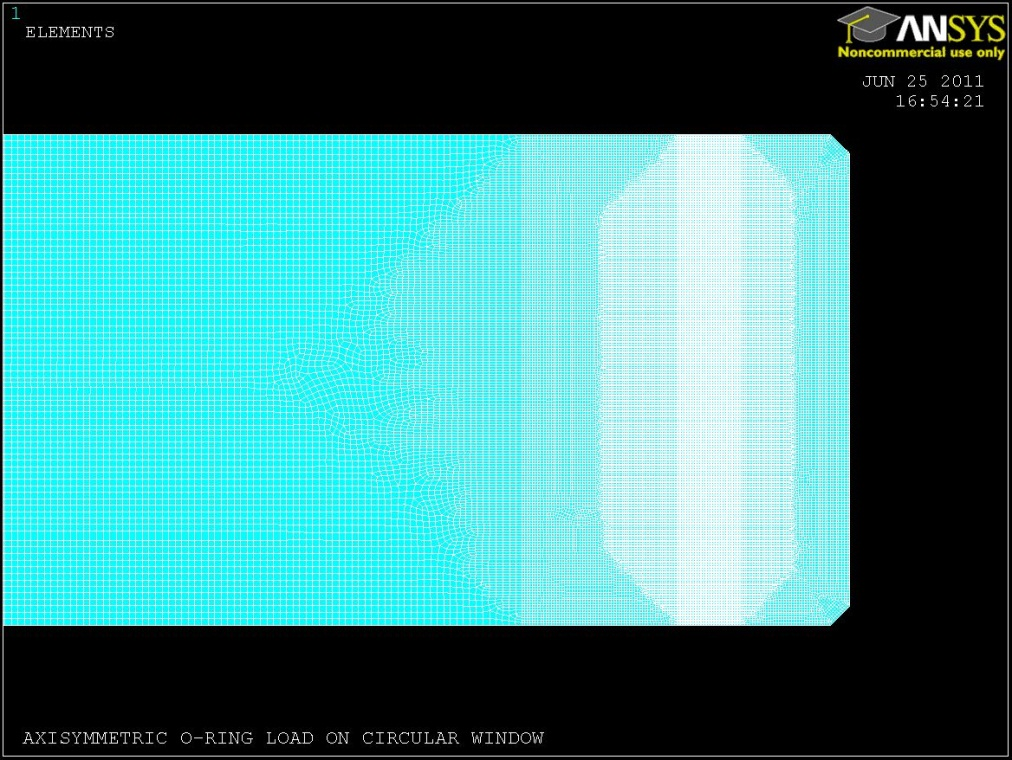 1
ELEMENTS
ANSYS
Noncommercial use only
JUN 25 2011
16:54:21
AXISYMMETRIC O-RING LOAD ON CIRCULAR WINDOW